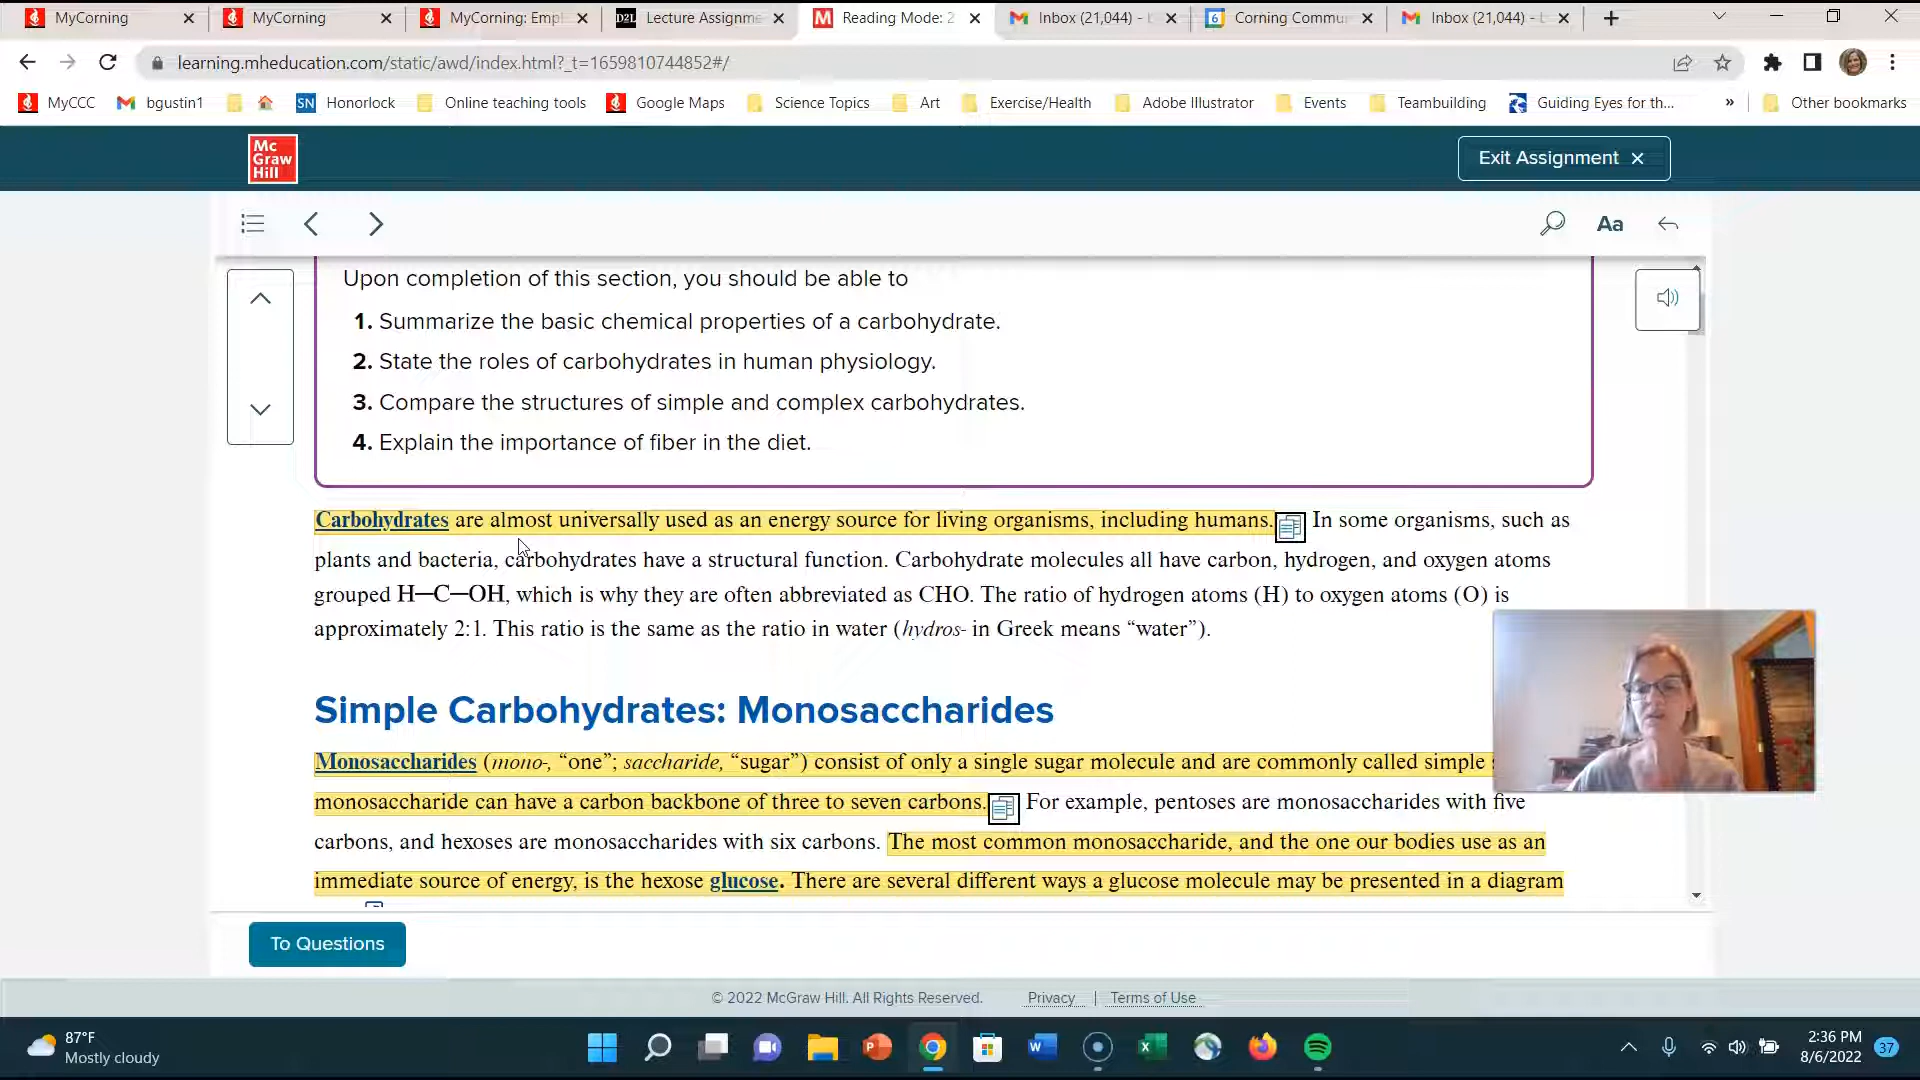 MyCorning
MyCorning
MyCorning: Emp
D2L
Lecture Assignme
Reading Mode: 2
Inbox (21,044) -
6
Corning Commu
Inbox (21,044) -
learning.mheducation.com/static/awd/index.html?_t=1659810744852#/
MyCCC
bgustin1
SN
Honorlock
Online teaching tools
Google Maps
Science Topics
Art
Exercise/Health
Adobe Illustrator
Events
Teambuilding
Guiding Eyes for th...
»
Other bookmarks
Mc
Graw
Hill
Exit Assignment ×
Aa
Upon completion of this section, you should be able to
1. Summarize the basic chemical properties of a carbohydrate.
2. State the roles of carbohydrates in human physiology.
3. Compare the structures of simple and complex carbohydrates.
4. Explain the importance of fiber in the diet.
Carbohydrates are almost universally used as an energy source for living organisms, including humans. In some organisms, such as
plants and bacteria, carbohydrates have a structural function. Carbohydrate molecules all have carbon, hydrogen, and oxygen atoms
grouped H—C—OH, which is why they are often abbreviated as CHO. The ratio of hydrogen atoms (H) to oxygen atoms (O) is
approximately 2:1. This ratio is the same as the ratio in water (hydros- in Greek means “water”).
Simple Carbohydrates: Monosaccharides
Monosaccharides (mono-, “one”; saccharide, “sugar”) consist of only a single sugar molecule and are commonly called simple
monosaccharide can have a carbon backbone of three to seven carbons. For example, pentoses are monosaccharides with five
carbons, and hexoses are monosaccharides with six carbons. The most common monosaccharide, and the one our bodies use as an
immediate source of energy, is the hexose glucose. There are several different ways a glucose molecule may be presented in a diagram
To Questions
© 2022 McGraw Hill. All Rights Reserved.
Privacy | Terms of Use
87°F
Mostly cloudy
2:36 PM
8/6/2022
37